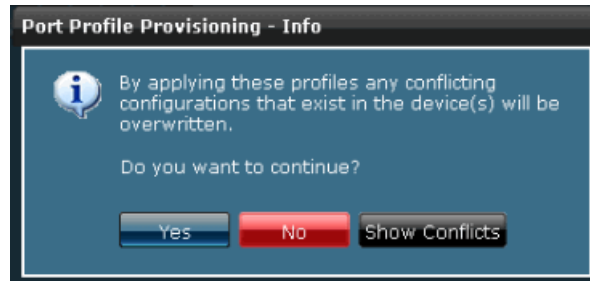 Port Profile Provisioning - Info
By applying these profiles any conflicting
configurations that exist in the device(s) will be
overwritten.
Do you want to continue?
Yes No Show Conflicts